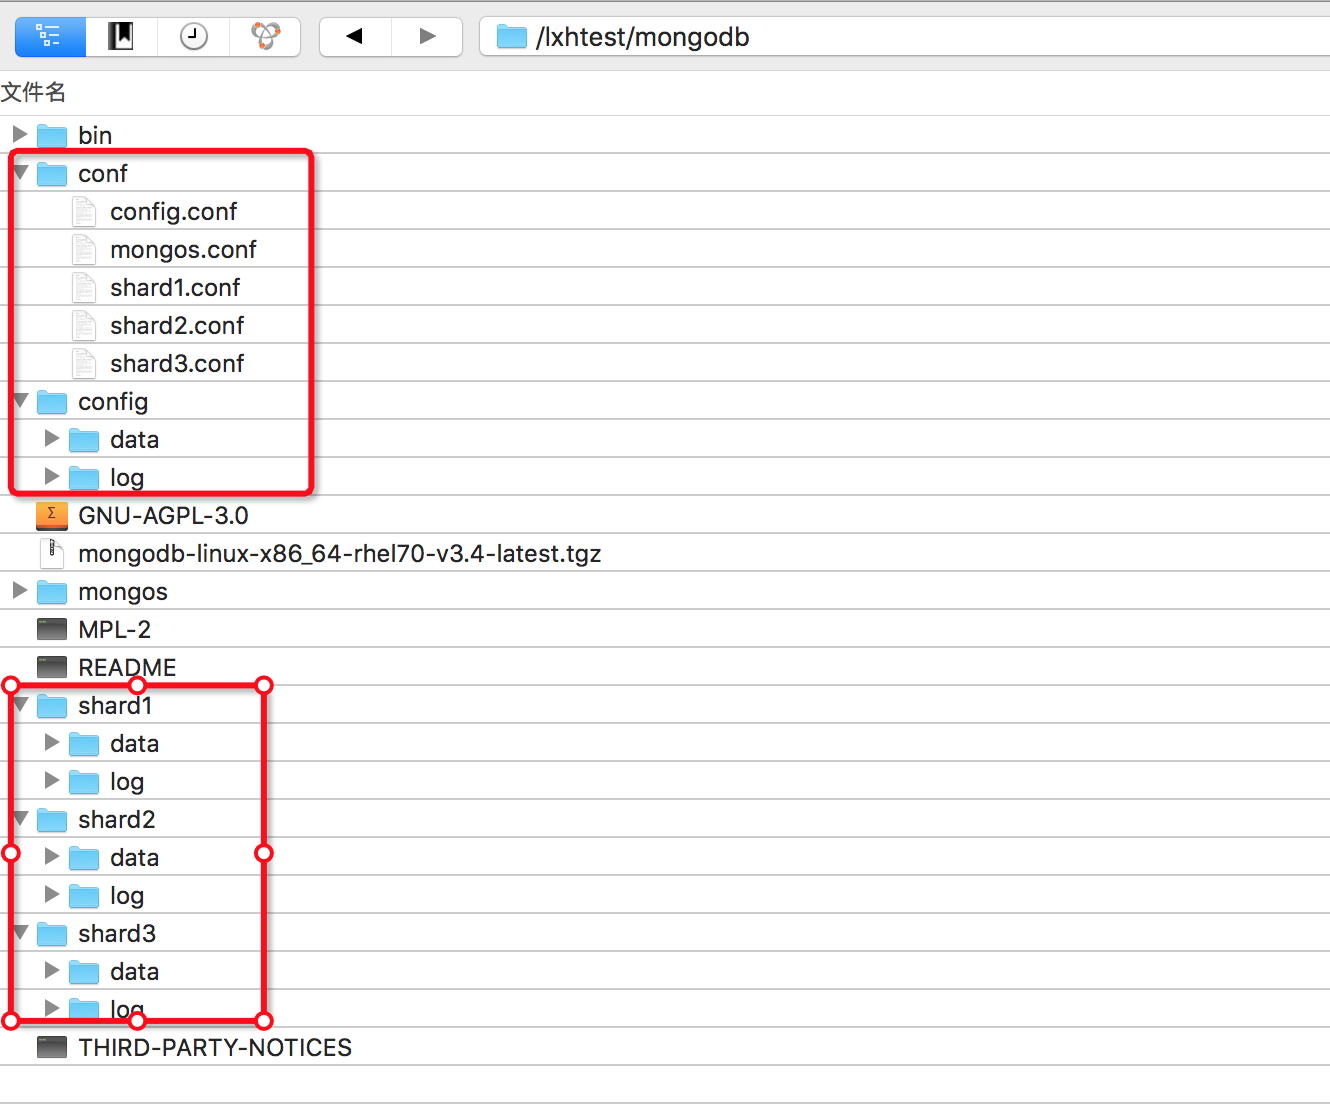 /lxhtest/mongodb
文件名
bin
conf
config.conf
mongos.conf
shard1.conf
shard2.conf
shard3.conf
config
data
log
GNU-AGPL-3.0
mongodb-linux-x86_64-rhel70-v3.4-latest.tgz
mongos
MPL-2
README
shard1
data
log
shard2
data
log
shard3
data
log
THIRD-PARTY-NOTICES